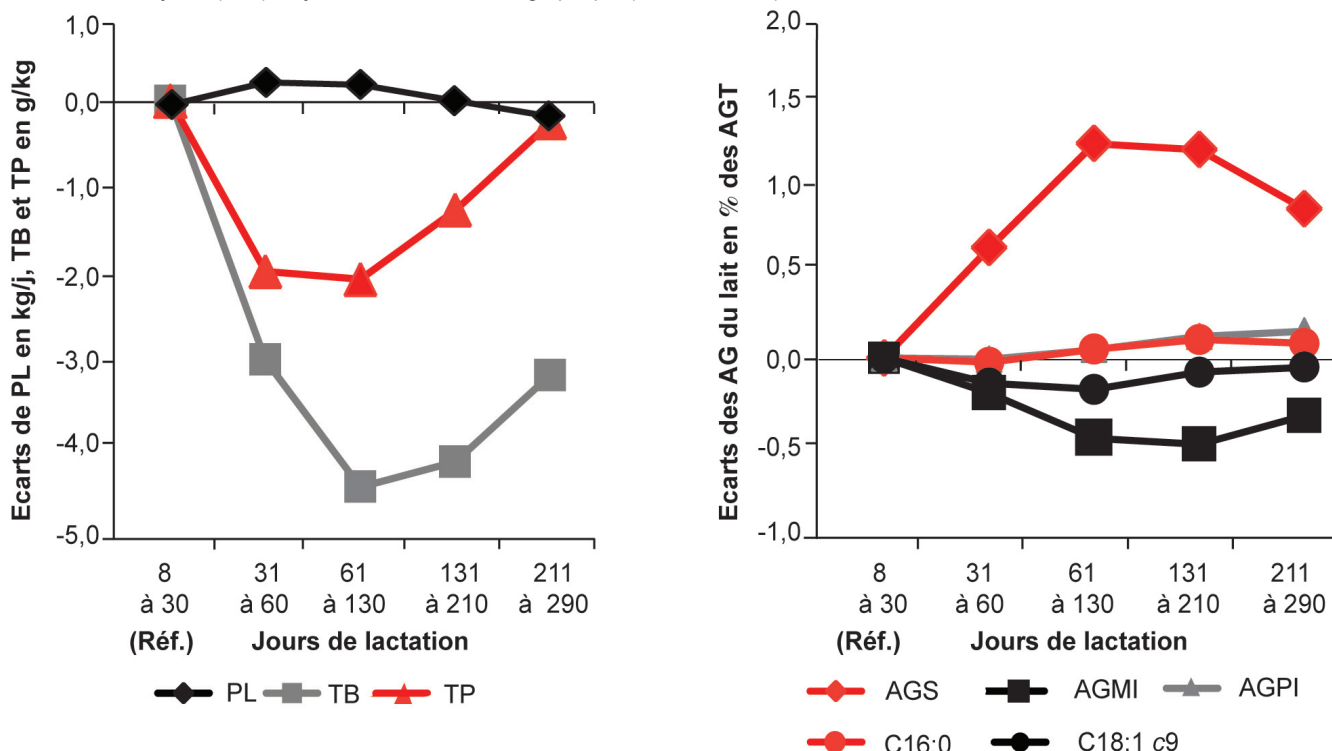 Ecarts de PL en kg/j, TB et TP en g/kg
1,0
0,0
-1,0
-2,0
-3,0
-4,0
-5,0
8 31 61 131 211
à 30 à 60 à 130 à 210 à 290
(Réf.) Jours de lactation
PL TB TP
Ecarts des AG du lait en % des AGT
2,0
1,5
1,0
0,5
0,0
-0,5
-1,0
8 31 61 131 211
à 30 à 60 à 130 à 210 à 290
(Réf.) Jours de lactation
AGS AGMI AGPI
C16:0 C18:1 c9